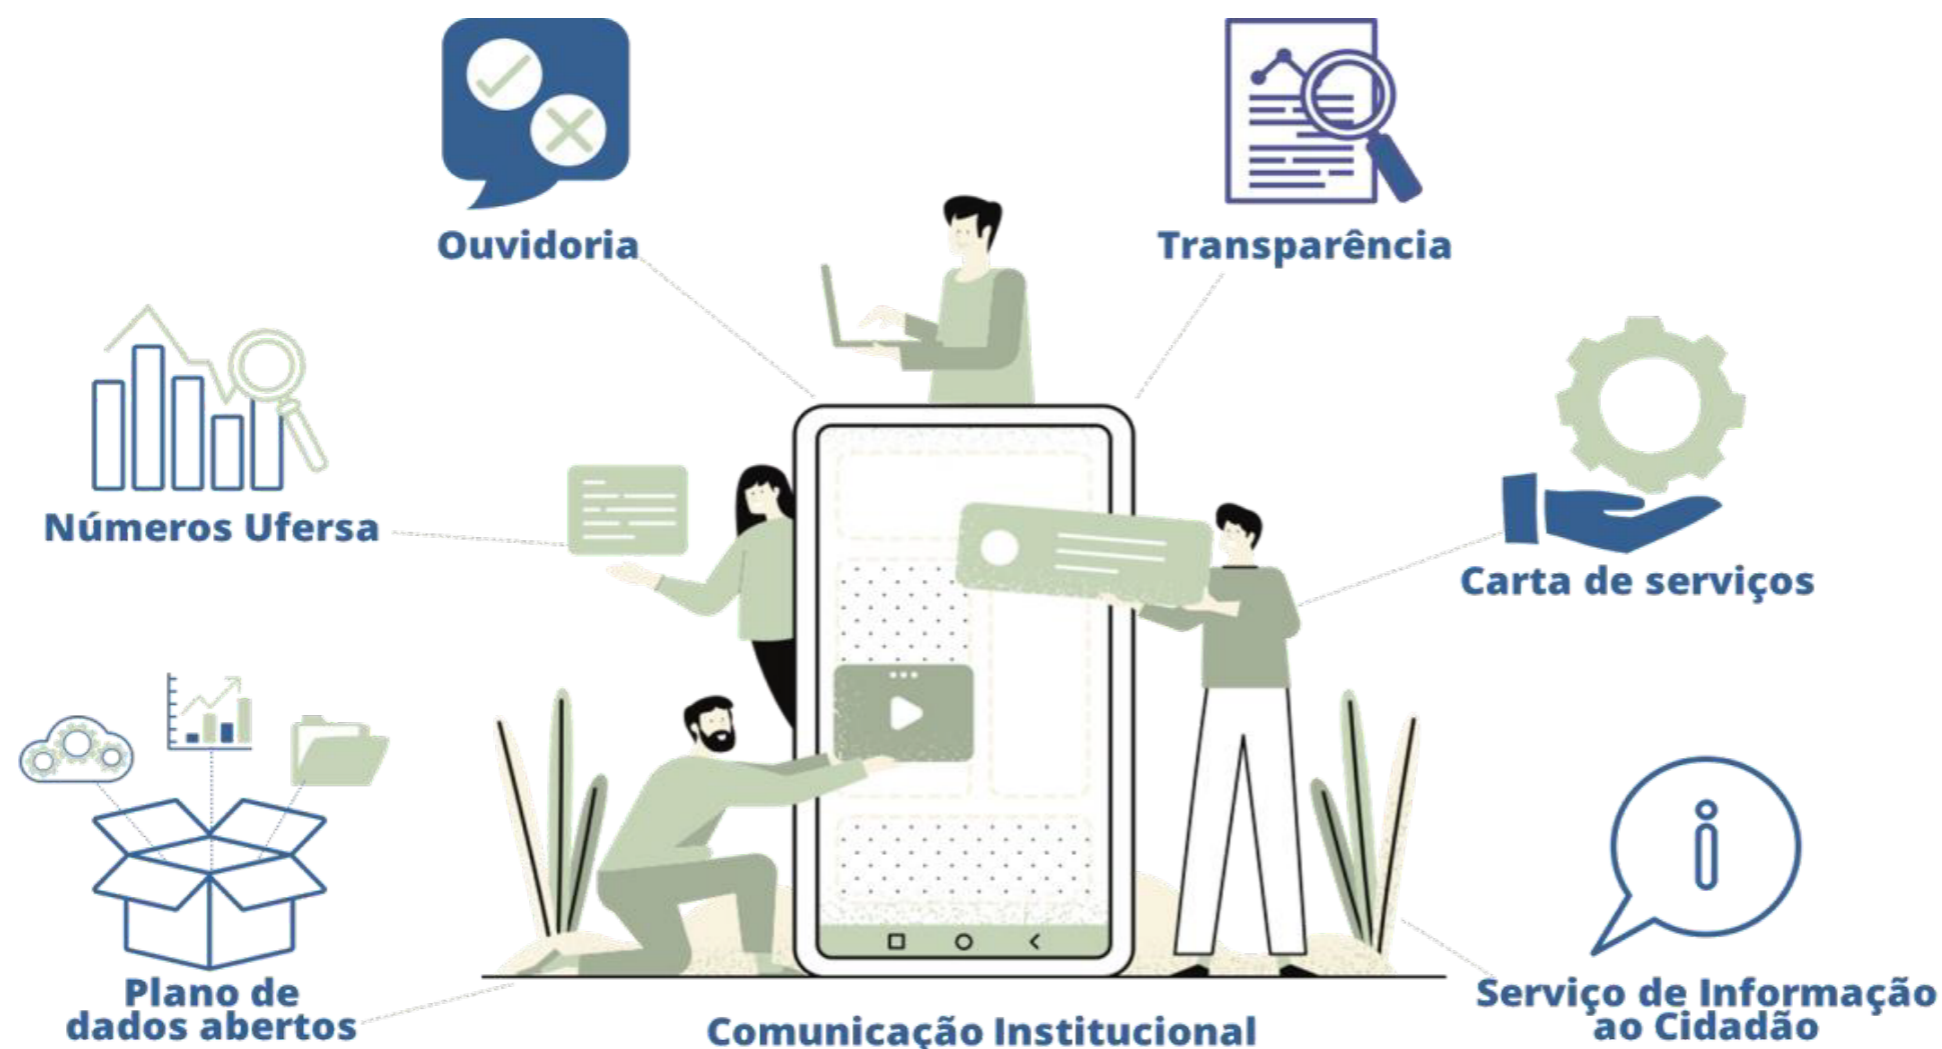 Ouvidoria
Transparência
Números Ufersa
Carta de serviços
Plano de
dados abertos
Comunicação Institucional
Serviço de Informação
ao Cidadão